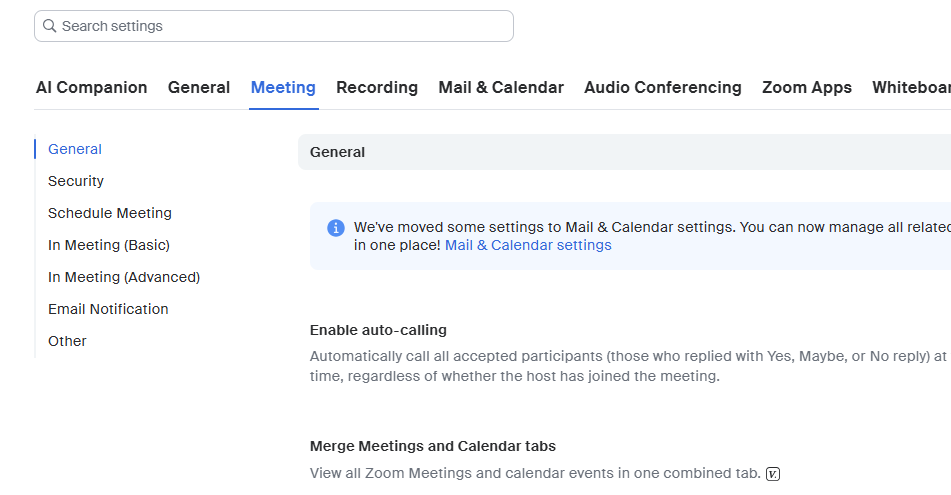 Search settings
AI Companion General Meeting Recording Mail & Calendar Audio Conferencing Zoom Apps
General
Security
Schedule Meeting
In Meeting (Basic)
In Meeting (Advanced)
Email Notification
Other
General
We've moved some settings to Mail & Calendar settings. You can now manage all
in one place! Mail & Calendar settings
Enable auto-calling
Automatically call all accepted participants (those who replied with Yes, Maybe, or No reply) at
time, regardless of whether the host has joined the meeting.
Merge Meetings and Calendar tabs
View all Zoom Meetings and calendar events in one combined tab.